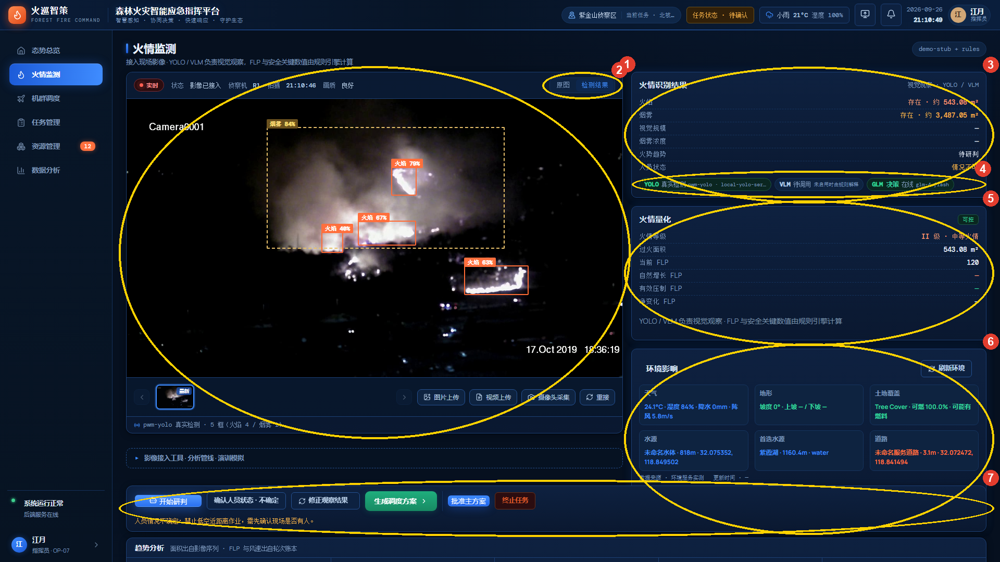 火巡智策
FOREST FIRE COMMAND
森林火灾智能应急指挥平台
智慧感知 · 协同决策 · 快速响应 · 守护生态
紫金山侦察区 当前任务 · 北坡…
任务状态 · 待确认
小雨 21°C 湿度 100%
2026-09-26
21:10:49
江
江月
指挥员
态势总览
火情监测
机群调度
任务管理
资源管理 12
数据分析
系统运行正常
后端服务在线
江
江月
指挥员 · OP-07
火情监测
接入现场影像 · YOLO / VLM 负责视觉观察，FLP 与安全关键数值由规则引擎计算
demo-stub + rules
实时 状态 影像已接入 侦察机 R1 拍摄 21:10:46 画质 良好
原图 检测结果
1
2
Camera0001
烟雾 84%
火焰 79%
火焰 67%
火焰 40%
火焰 63%
17.Oct 2019 18:36:19
最新
图片上传
视频上传
摄像头采集
重接
pwm-yolo 真实检测 · 5 框 (火焰 4 / 烟雾 1)
影像接入工具 · 分析管线 · 演训模拟
3
火情识别结果
视觉观察 · YOLO / VLM
火焰 存在 · 约 543.08 m²
烟雾 存在 · 约 3,487.05 m²
视觉规模 —
烟雾浓度 —
火势趋势 待研判
人员状态 情况不
4
YOLO 真实检测 pwm-yolo · local-yolo-ser…
VLM 待调用 未启用时由规则解释
GLM 决策 在线 glm-4-flash
5
火情量化
可控
火情等级 II 级 · 中等火情
过火面积 543.08 m²
当前 FLP 120
自然增长 FLP —
有效压制 FLP —
净变化 FLP —
YOLO / VLM 负责视觉观察 · FLP 与安全关键数值由规则引擎计算
6
环境影响
刷新环境
天气
24.1°C · 湿度 84% · 降水 0mm · 阵
风 5.8m/s
地形
坡度 0° · 上坡 — / 下坡 —
土地覆盖
Tree Cover · 可燃 100.0% · 可能有
燃料
水源
未命名水体 · 818m · 32.075352,
118.849502
首选水源
紫霞湖 · 1160.4m · water
道路
未命名服务道路 · 3.1m · 32.072472,
118.841494
数据来源 · 环境服务实测 更新时间 · —
7
开始研判
确认人员状态 · 不确定
修正观察结果
生成调度方案
批准主方案
终止任务
人员情况不确定：禁止低空近距离作业，需先确认现场是否有人。
趋势分析 面积出自影像序列 · FLP 与风速出自轮次账本